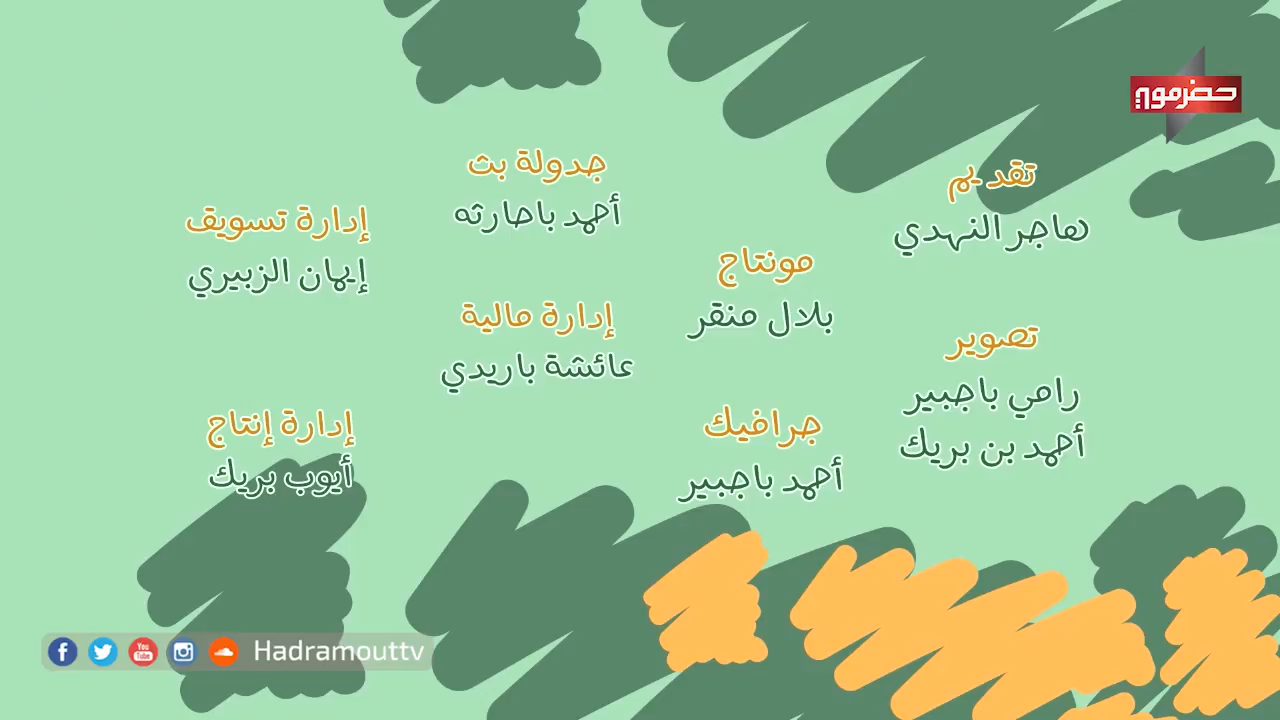 حضرموت
تقديم
هاجر النهدي
تصوير
رامي باجبير
أحمد بن بريك
مونتاج
بلال منقر
جرافيك
أحمد باجبير
جدولة بث
أحمد باحارثه
إدارة مالية
عائشة باريدي
إدارة تسويق
إيمان الزبيري
إدارة إنتاج
أيوب بريك
Hadramouttv